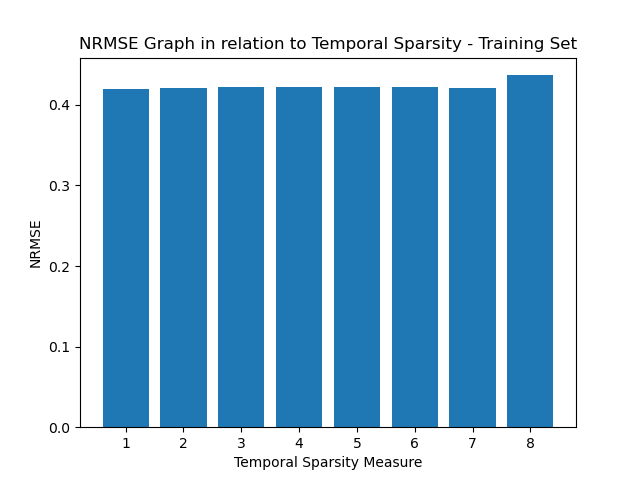 NRMSE Graph in relation to Temporal Sparsity - Training Set
0.4
0.3
0.2
0.1
0.0
NRMSE
1 2 3 4 5 6 7 8
Temporal Sparsity Measure